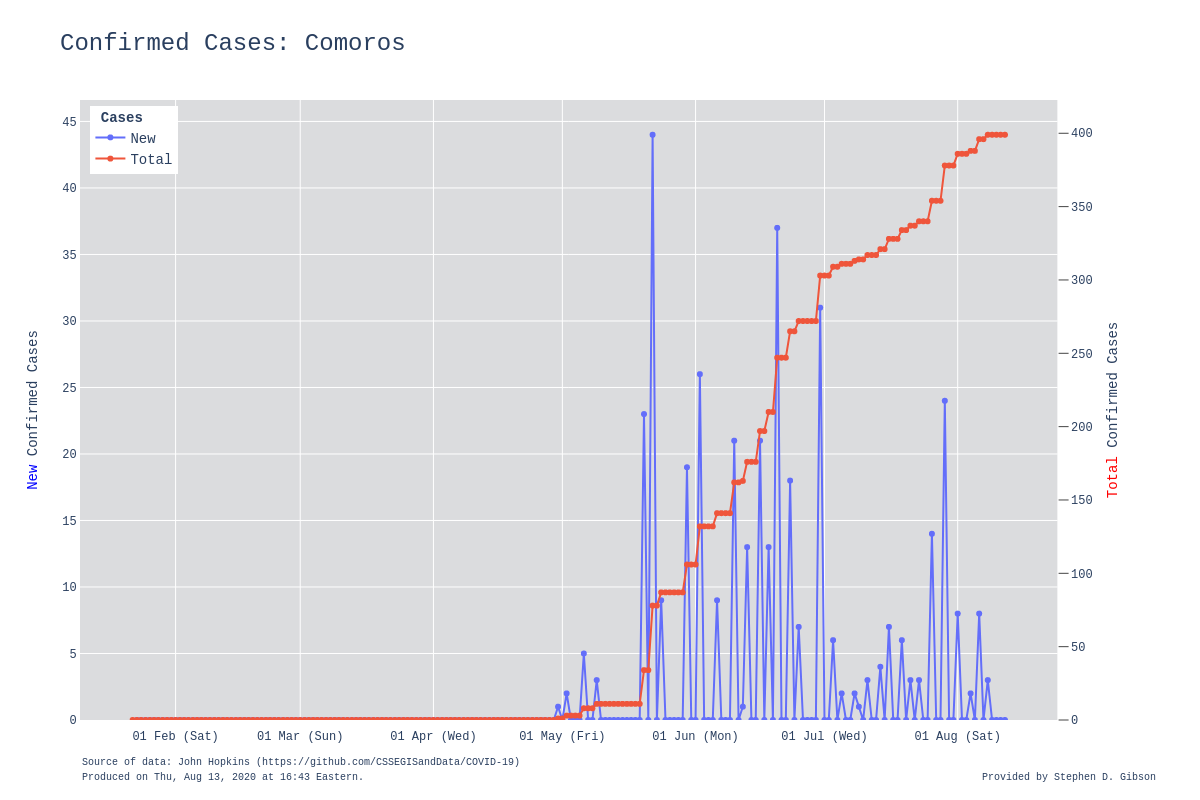 Confirmed Cases: Comoros
Cases
New
Total
45
40
35
30
25
20
15
10
5
0
New Confirmed Cases
400
350
300
250
200
150
100
50
0
Total Confirmed Cases
01 Feb (Sat) 01 Mar (Sun) 01 Apr (Wed) 01 May (Fri) 01 Jun (Mon) 01 Jul (Wed) 01 Aug (Sat)
Source of data: John Hopkins (https://github.com/CSSEGISandData/COVID-19)
Produced on Thu, Aug 13, 2020 at 16:43 Eastern.
Provided by Stephen D. Gibson